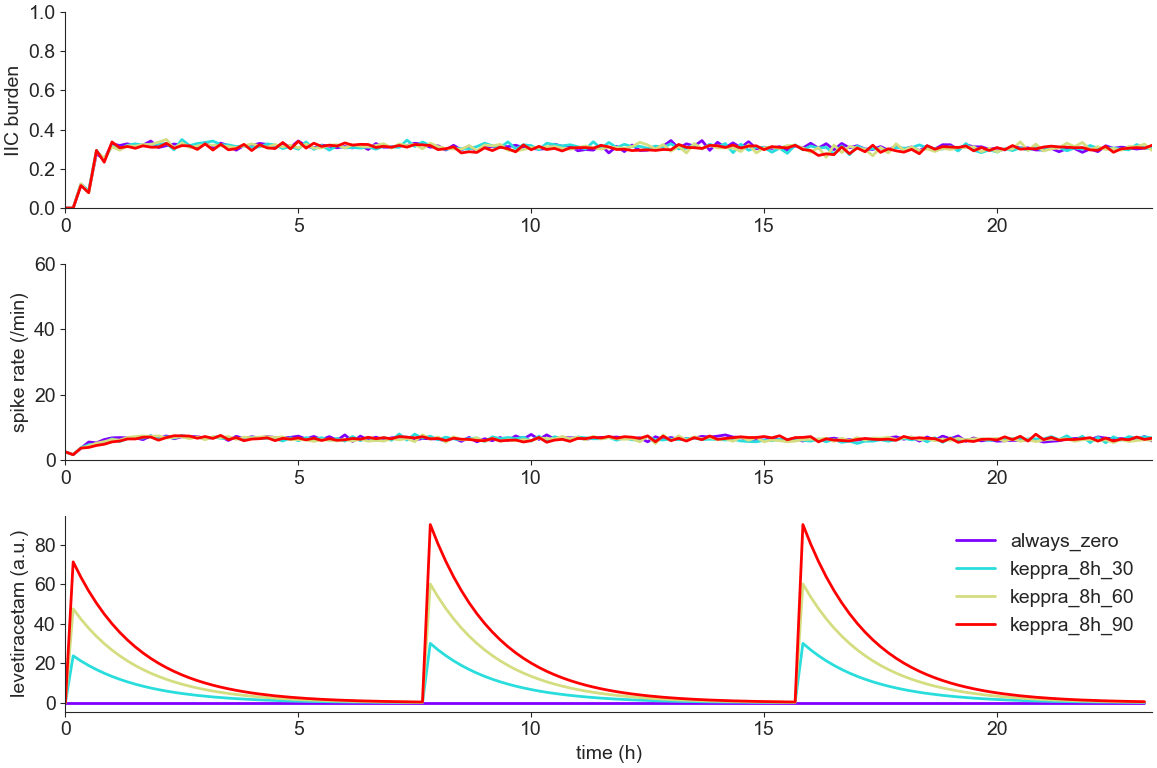 1.0
0.8
0.6
0.4
0.2
0.0
IIC burden
0 5 10 15 20
60
40
20
0
spike rate (/min)
0 5 10 15 20
80
60
40
20
0
levetiracetam (a.u.)
always_zero
keppra_8h_30
keppra_8h_60
keppra_8h_90
0 5 10 15 20
time (h)